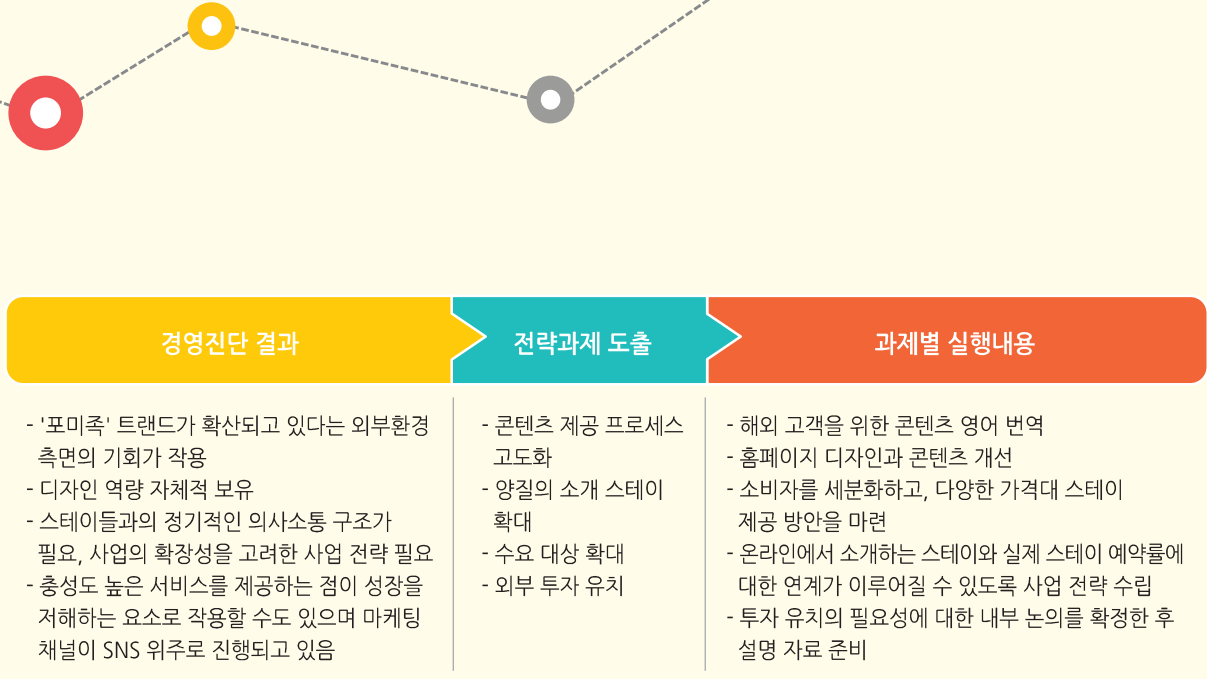 경영진단 결과
전략과제 도출
과제별 실행내용
- '포미족' 트랜드가 확산되고 있다는 외부환경
측면의 기회가 작용
- 디자인 역량 자체적 보유
- 스테이들과의 정기적인 의사소통 구조가
필요, 사업의 확장성을 고려한 사업 전략 필요
- 충성도 높은 서비스를 제공하는 점이 성장을
저해하는 요소로 작용할 수도 있으며 마케팅
채널이 SNS 위주로 진행되고 있음
- 콘텐츠 제공 프로세스
고도화
- 양질의 소개 스테이
확대
- 수요 대상 확대
- 외부 투자 유치
- 해외 고객을 위한 콘텐츠 영어 번역
- 홈페이지 디자인과 콘텐츠 개선
- 소비자를 세분화하고, 다양한 가격대 스테이
제공 방안을 마련
- 온라인에서 소개하는 스테이와 실제 스테이 예약률에
대한 연계가 이루어질 수 있도록 사업 전략 수립
- 투자 유치의 필요성에 대한 내부 논의를 확정한 후
설명 자료 준비